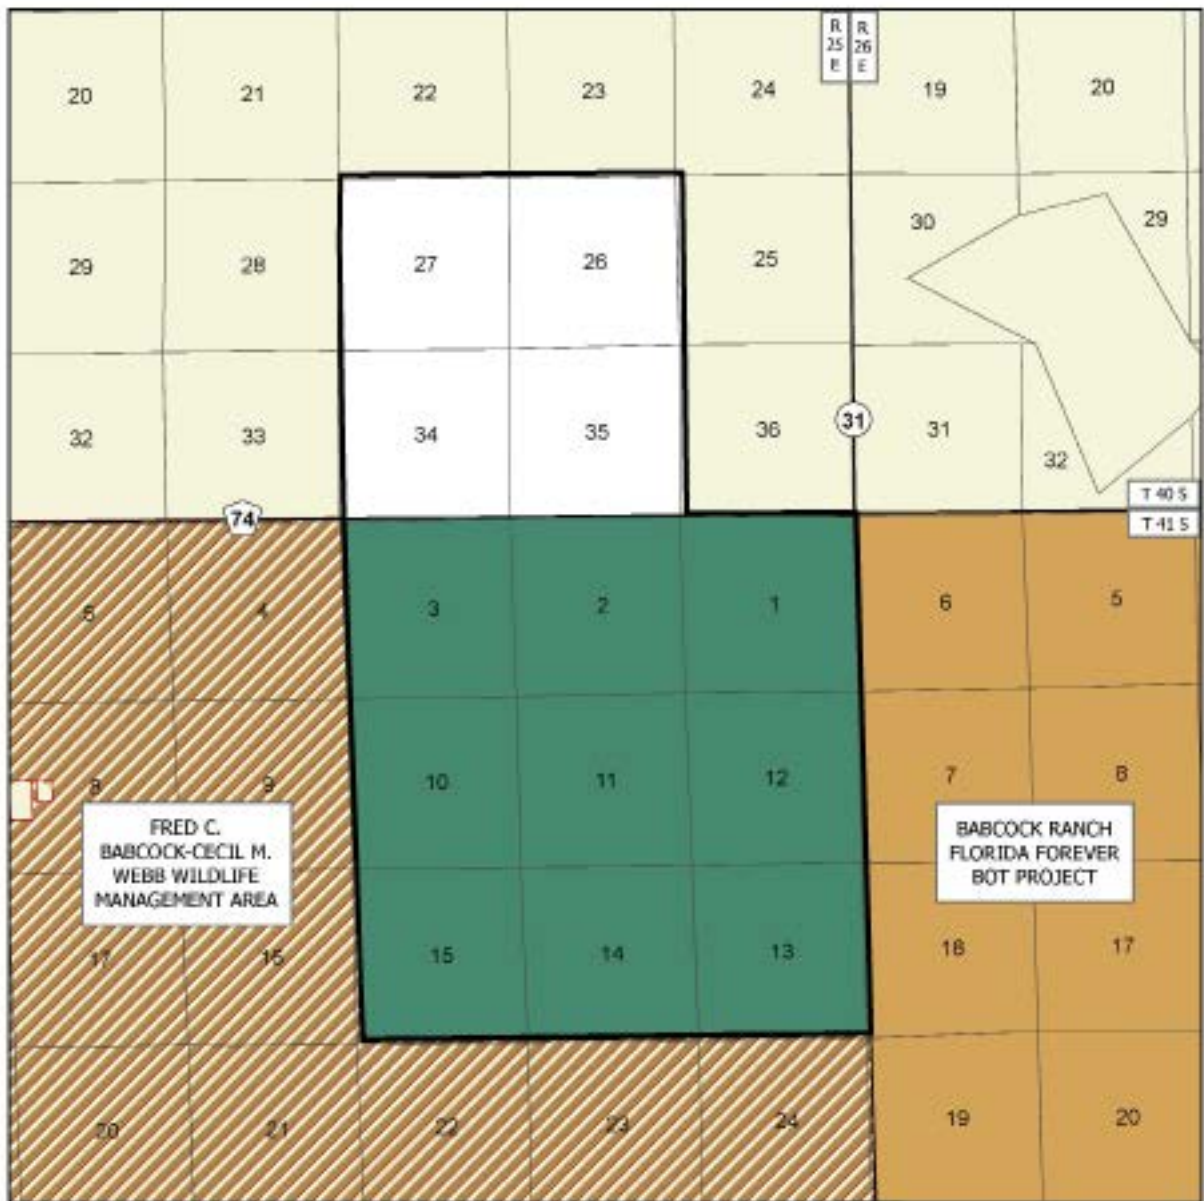 R R
25 26
E E
20 21 22 23 24 19 20
29 28 27 26 25 30 29
32 33 34 35 36 31 31 32
74
T 40 S
T 41 S
5 4 3 2 1 6 5
8 9 10 11 12 7 8
FRED C.
BABCOCK-CECIL M.
WEBB WILDLIFE
MANAGEMENT AREA
BABCOCK RANCH
FLORIDA FOREVER
BOT PROJECT
17 16 15 14 13 18 17
20 21 22 23 24 19 20